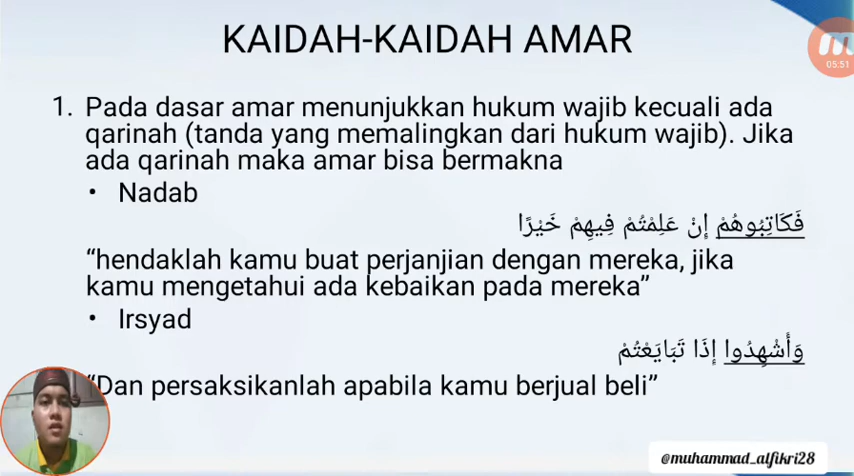 KAIDAH-KAIDAH AMAR
05:51
1. Pada dasar amar menunjukkan hukum wajib kecuali ada
qarinah (tanda yang memalingkan dari hukum wajib). Jika
ada qarinah maka amar bisa bermakna
• Nadab
فَكَاتِبُوهُمْ إِنْ عَلِمْتُمْ فِيهِمْ خَيْرًا
“hendaklah kamu buat perjanjian dengan mereka, jika
kamu mengetahui ada kebaikan pada mereka”
• Irsyad
وَأَشْهِدُوا إِذَا تَبَايَعْتُمْ
“Dan persaksikanlah apabila kamu berjual beli”
@muhammad_alfikri28